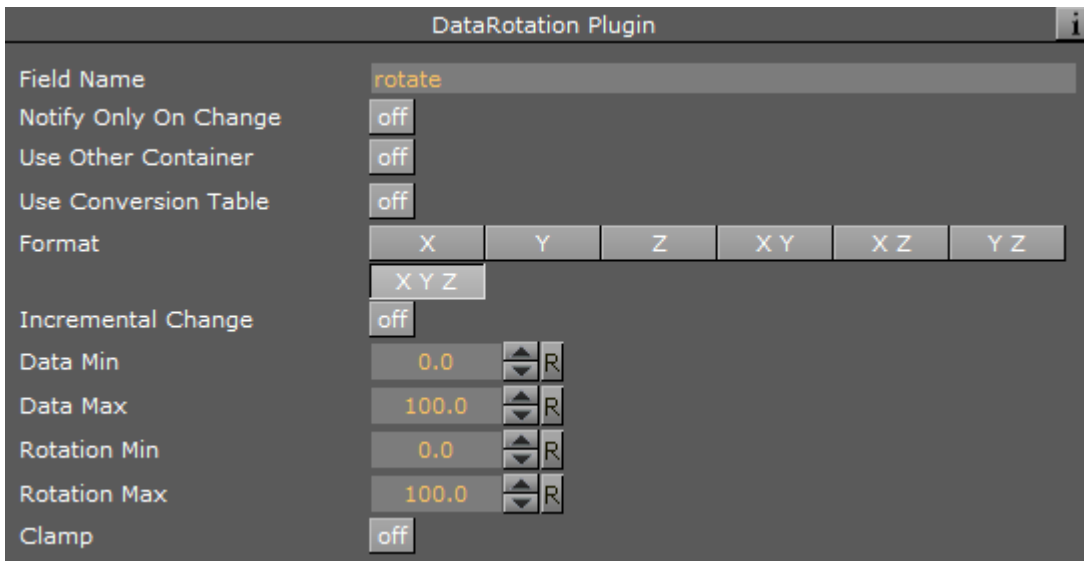 DataRotation Plugin i
Field Name rotate
Notify Only On Change off
Use Other Container off
Use Conversion Table off
Format X Y Z X Y X Z Y Z
X Y Z
Incremental Change off
Data Min 0.0 R
Data Max 100.0 R
Rotation Min 0.0 R
Rotation Max 100.0 R
Clamp off